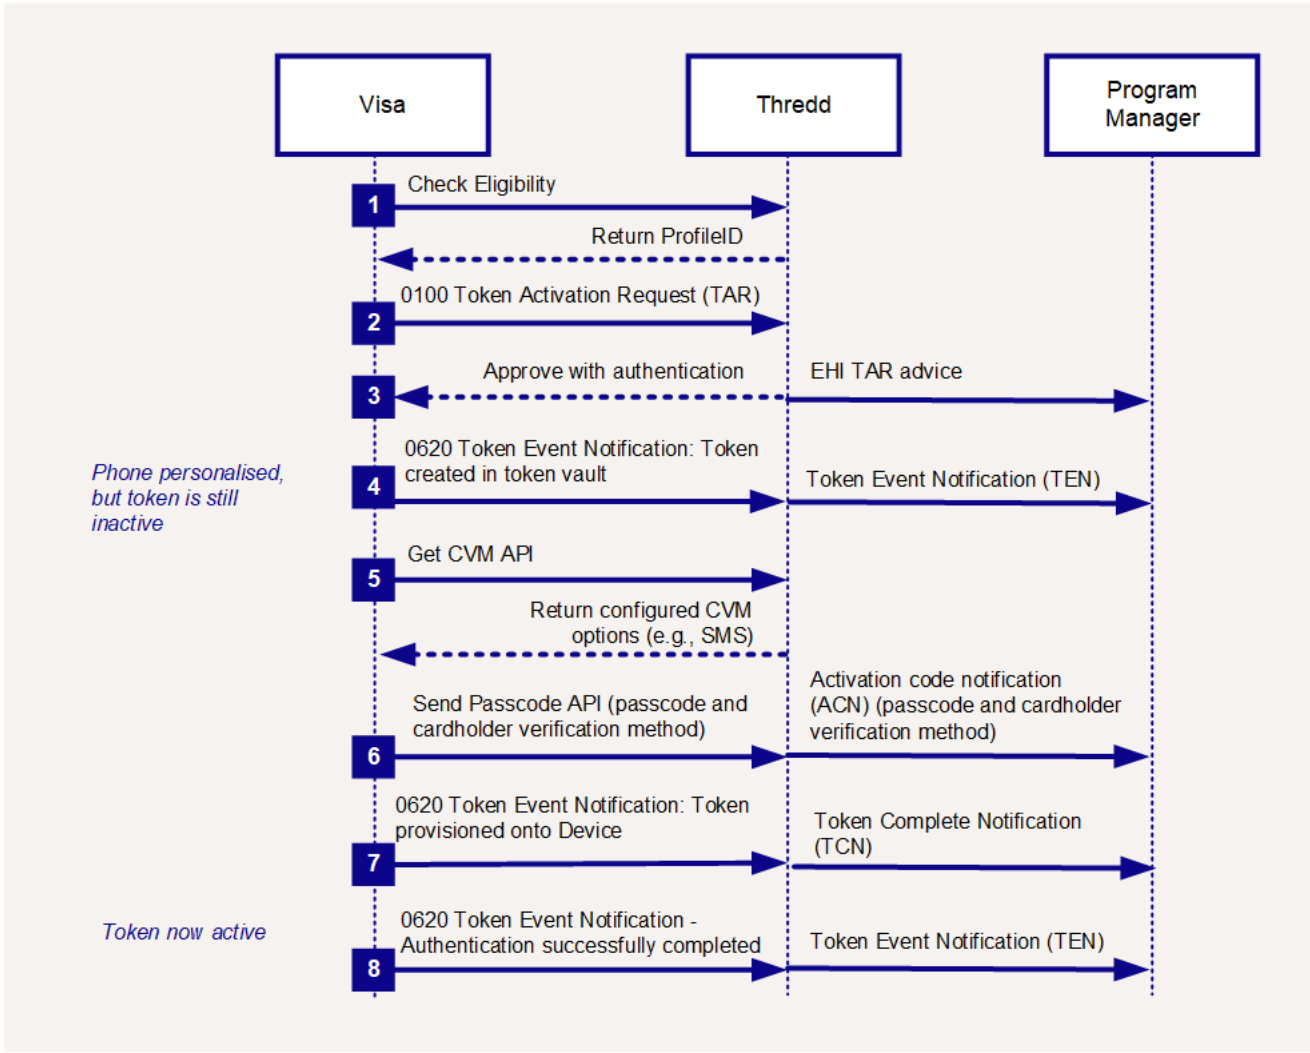 Visa
Thredd
Program
Manager
Check Eligibility
1
Return ProfileID
0100 Token Activation Request (TAR)
2
Approve with authentication
EHI TAR advice
3
0620 Token Event Notification: Token
created in token vault
Token Event Notification (TEN)
4
Phone personalised,
but token is still
inactive
Get CVM API
5
Return configured CVM
options (e.g., SMS)
Send Passcode API (passcode and
cardholder verification method)
Activation code notification
(ACN) (passcode and cardholder
verification method)
6
0620 Token Event Notification: Token
provisioned onto Device
Token Complete Notification
(TCN)
7
Token now active
0620 Token Event Notification -
Authentication successfully completed
Token Event Notification (TEN)
8